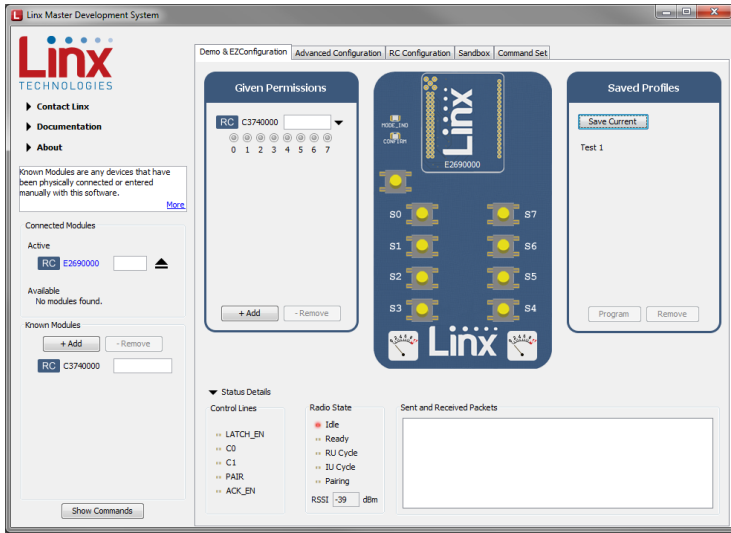 Linx Master Development System
Linx
TECHNOLOGIES
Contact Linx
Documentation
About
Known Modules are any devices that have
been physically connected or entered
manually with this software.
More
Connected Modules
Active
RC E2690000
Available
No modules found.
Known Modules
+ Add - Remove
RC C3740000
Show Commands
Demo & EZConfiguration Advanced Configuration RC Configuration Sandbox Command Set
Given Permissions
RC C3740000
0 1 2 3 4 5 6 7
+ Add - Remove
Linx
MODE_IND
CONFIRM
E2690000
S0 S7
S1 S6
S2 S5
S3 S4
Linx
Saved Profiles
Save Current
Test 1
Program Remove
Status Details
Control Lines
LATCH_EN
C0
C1
PAIR
ACK_EN
Radio State
Idle
Ready
RU Cycle
IU Cycle
Pairing
RSSI -39 dBm
Sent and Received Packets